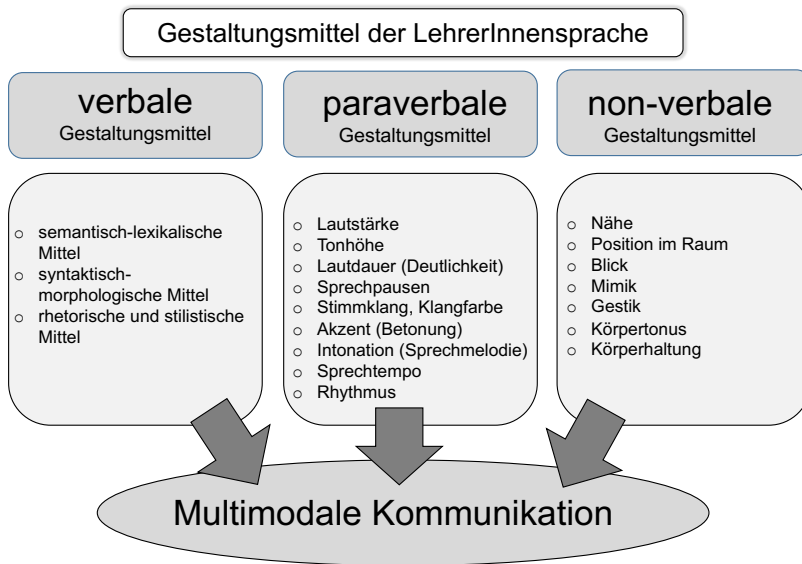 Gestaltungsmittel der LehrerInnensprache
verbale
Gestaltungsmittel
○ semantisch-lexikalische
Mittel
○ syntaktisch-
morphologische Mittel
○ rhetorische und stilistische
Mittel
paraverbale
Gestaltungsmittel
○ Lautstärke
○ Tonhöhe
○ Lautdauer (Deutlichkeit)
○ Sprechpausen
○ Stimmklang, Klangfarbe
○ Akzent (Betonung)
○ Intonation (Sprechmelodie)
○ Sprechtempo
○ Rhythmus
non-verbale
Gestaltungsmittel
○ Nähe
○ Position im Raum
○ Blick
○ Mimik
○ Gestik
○ Körpertonus
○ Körperhaltung
Multimodale Kommunikation